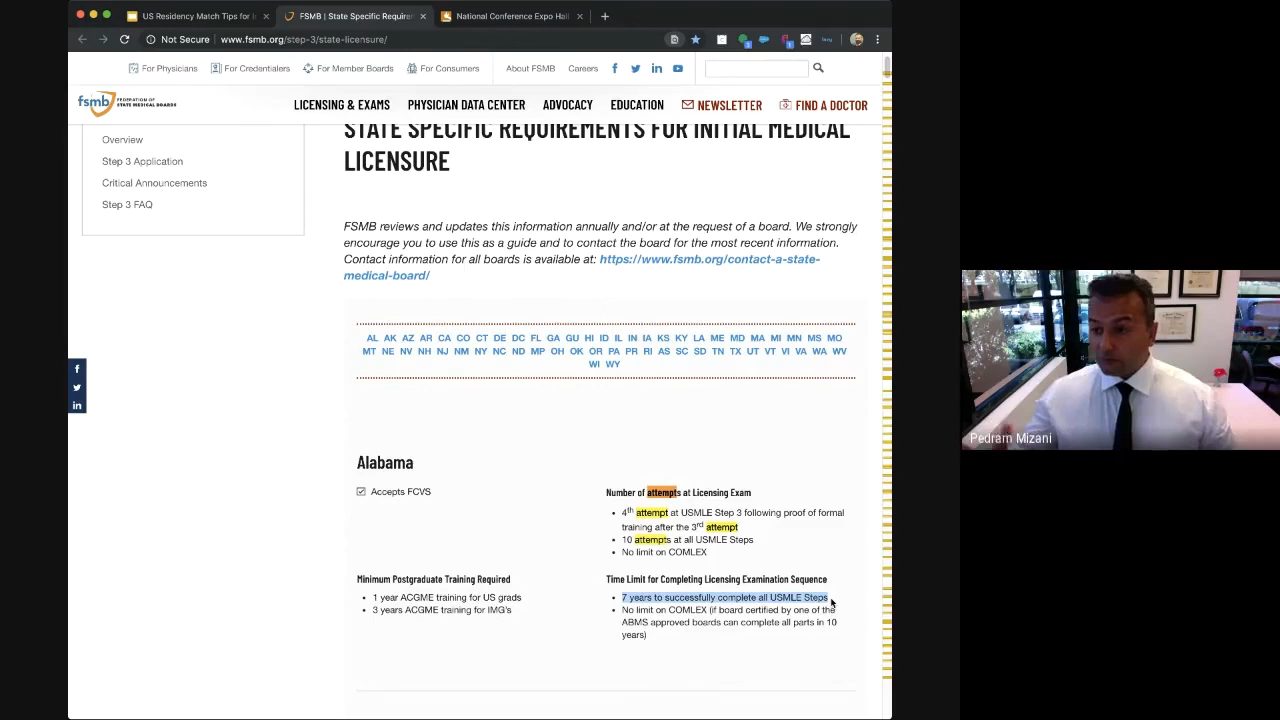 US Residency Match Tips for I
FSMB | State Specific Requirem
National Conference Expo Hall
Not Secure | www.fsmb.org/step-3/state-licensure/
For Physicians
For Credentialers
For Member Boards
For Consumers
About FSMB
Careers
fsmb FEDERATION OF
STATE MEDICAL BOARDS
LICENSING & EXAMS
PHYSICIAN DATA CENTER
ADVOCACY
EDUCATION
NEWSLETTER
FIND A DOCTOR
Overview
Step 3 Application
Critical Announcements
Step 3 FAQ
STATE SPECIFIC REQUIREMENTS FOR INITIAL MEDICAL
LICENSURE
FSMB reviews and updates this information annually and/or at the request of a board. We strongly
encourage you to use this as a guide and to contact the board for the most recent information.
Contact information for all boards is available at: https://www.fsmb.org/contact-a-state-
medical-board/
AL AK AZ AR CA CO CT DE DC FL GA GU HI ID IL IN IA KS KY LA ME MD MA MI MN MS MO
MT NE NV NH NJ NM NY NC ND MP OH OK OR PA PR RI AS SC SD TN TX UT VT VI VA WA WV
WI WY
Alabama
Accepts FCVS
Number of attempts at Licensing Exam
4th attempt at USMLE Step 3 following proof of formal
training after the 3rd attempt
10 attempts at all USMLE Steps
No limit on COMLEX
Minimum Postgraduate Training Required
1 year ACGME training for US grads
3 years ACGME training for IMG's
Time Limit for Completing Licensing Examination Sequence
7 years to successfully complete all USMLE Steps
No limit on COMLEX (if board certified by one of the
ABMS approved boards can complete all parts in 10
years)
Pedram Mizani